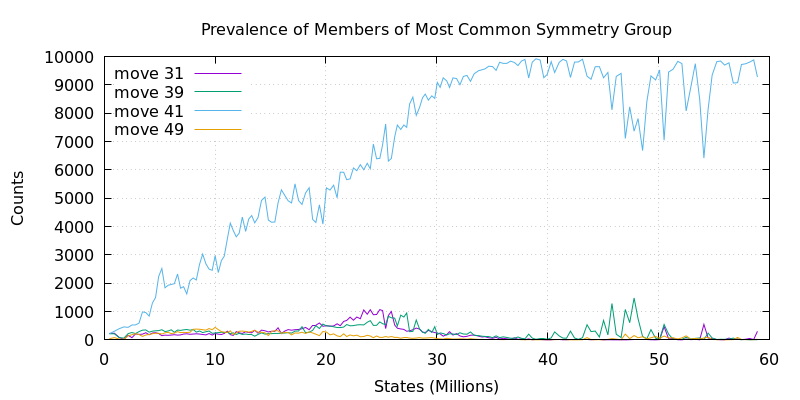 Prevalence of Members of Most Common Symmetry Group
10000
9000
8000
7000
6000
5000
4000
3000
2000
1000
0
Counts
move 31
move 39
move 41
move 49
0 10 20 30 40 50 60
States (Millions)